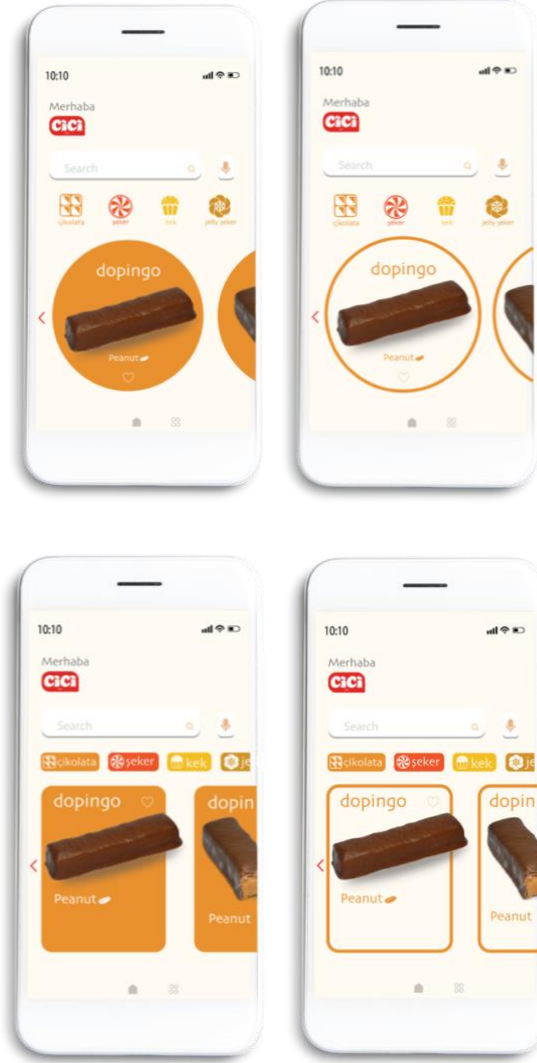 10:10
Merhaba
CiCi
Search
çikolata şeker kek jelly şeker
dopingo
Peanut
10:10
Merhaba
CiCi
Search
çikolata şeker kek jelly şeker
dopingo
Peanut
10:10
Merhaba
CiCi
Search
çikolata şeker kek je
dopingo dopin
Peanut
Peanut
10:10
Merhaba
CiCi
Search
çikolata şeker kek je
dopingo dopin
Peanut
Peanut